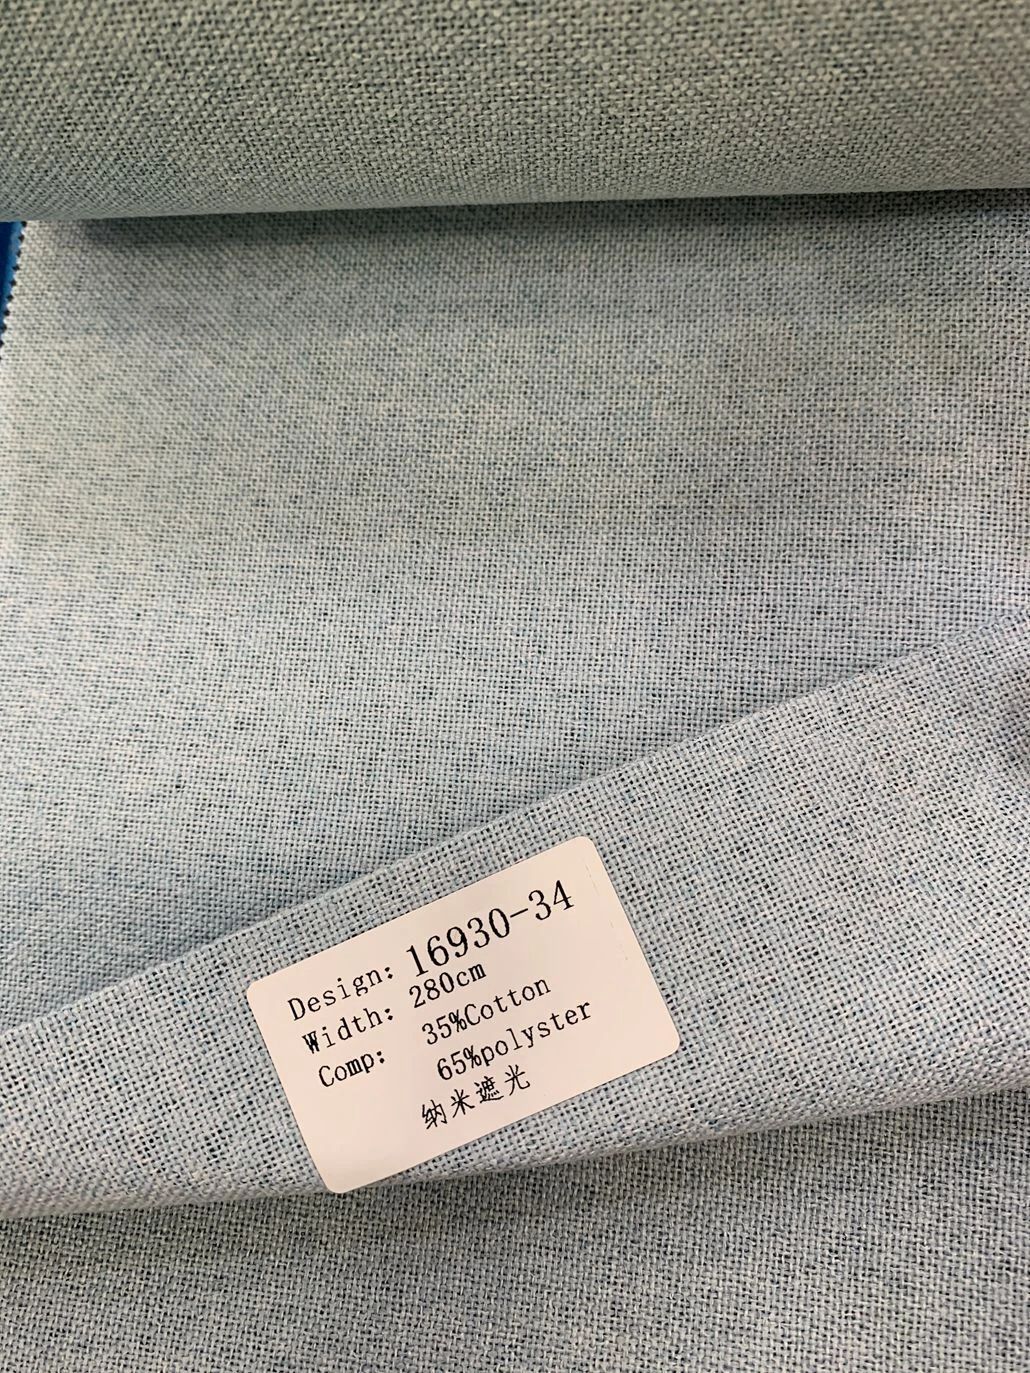 Design: 16930-34
Width: 280cm
Comp: 35%Cotton
65%polyster
纳米遮光